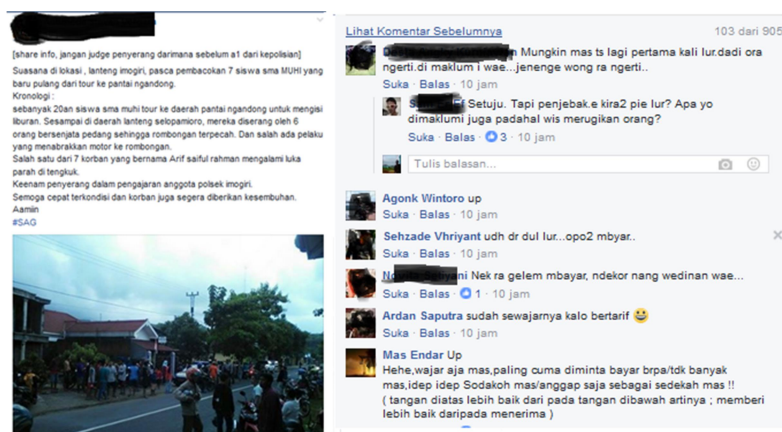 [share info, jangan judge penyerang darimana sebelum a1 dari kepolisian]
Suasana di lokasi , lanteng imogiri, pasca pembacokan 7 siswa sma MUHI yang
baru pulang dari tour ke pantai ngandong.
Kronologi :
sebanyak 20an siswa sma muhi tour ke daerah pantai ngandong untuk mengisi
liburan. Sesampai di daerah lanteng selopamioro, mereka diserang oleh 6
orang bersenjata pedang sehingga rombongan terpecah. Dan salah ada pelaku
yang menabrakkan motor ke rombongan.
Salah satu dari 7 korban yang bernama Arif saiful rahman mengalami luka
parah di tengkuk.
Keenam penyerang dalam pengajaran anggota polsek imogiri.
Semoga cepat terkondisi dan korban juga segera diberikan kesembuhan.
Aamiin
#SAG
Lihat Komentar Sebelumnya
103 dari 905
Mungkin mas ts lagi pertama kali lur.dadi ora
ngerti.di maklum i wae...jenenge wong ra ngerti..
Suka · Balas · 10 jam
Setuju. Tapi penjebak.e kira2 pie lur? Apa yo
dimaklumi juga padahal wis merugikan orang?
Suka · Balas · 3 · 10 jam
Tulis balasan...
Agonk Wintoro up
Suka · Balas · 10 jam
Sehzade Vhriyant udh dr dul lur...opo2 mbyar..
Suka · Balas · 10 jam
Nek ra gelem mbayar, ndekor nang wedinan wae...
Suka · Balas · 1 · 10 jam
Ardan Saputra sudah sewajarnya kalo bertarif 😀
Suka · Balas · 10 jam
Mas Endar Up
Hehe,wajar aja mas,paling cuma diminta bayar brpa/tdk banyak
mas,idep idep Sodakoh mas/anggap saja sebagai sedekah mas !!
( tangan diatas lebih baik dari pada tangan dibawah artinya ; memberi
lebih baik daripada menerima )